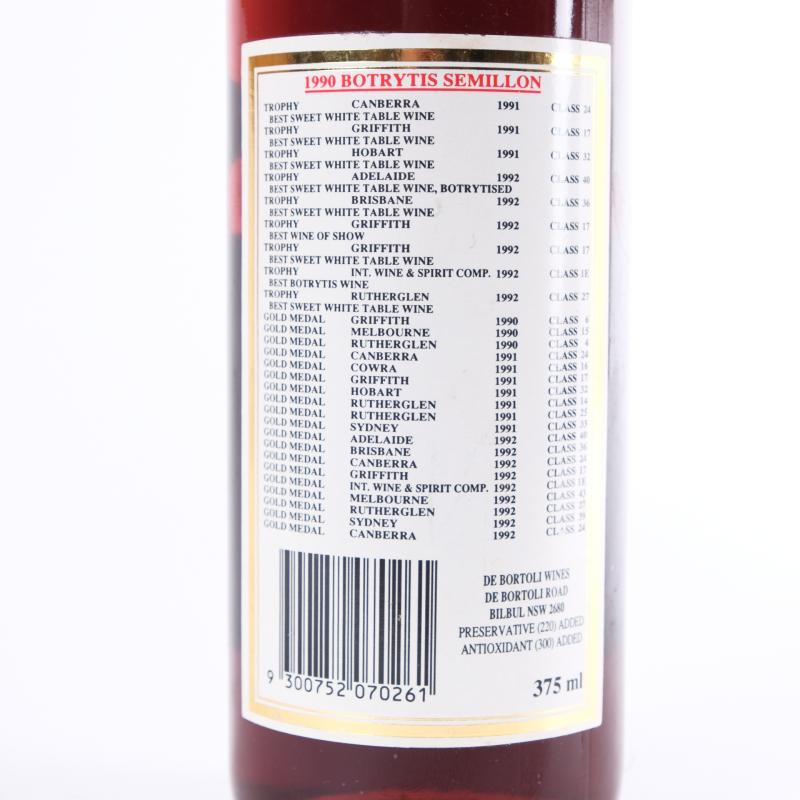 1990 BOTRYTIS SEMILLON
TROPHY CANBERRA 1991 CLASS 24
BEST SWEET WHITE TABLE WINE
TROPHY GRIFFITH 1991 CLASS 17
BEST SWEET WHITE TABLE WINE
TROPHY HOBART 1991 CLASS 32
BEST SWEET WHITE TABLE WINE
TROPHY ADELAIDE 1992 CLASS 40
BEST SWEET WHITE TABLE WINE, BOTRYTISED
TROPHY BRISBANE 1992 CLASS 36
BEST SWEET WHITE TABLE WINE
TROPHY GRIFFITH 1992 CLASS 17
BEST WINE OF SHOW
TROPHY GRIFFITH 1992 CLASS 17
BEST SWEET WHITE TABLE WINE
TROPHY INT. WINE & SPIRIT COMP. 1992 CLASS 1E
BEST BOTRYTIS WINE
TROPHY RUTHERGLEN 1992 CLASS 27
BEST SWEET WHITE TABLE WINE
GOLD MEDAL GRIFFITH 1990 CLASS 6
GOLD MEDAL MELBOURNE 1990 CLASS 15
GOLD MEDAL RUTHERGLEN 1990 CLASS 4
GOLD MEDAL CANBERRA 1991 CLASS 24
GOLD MEDAL COWRA 1991 CLASS 16
GOLD MEDAL GRIFFITH 1991 CLASS 17
GOLD MEDAL HOBART 1991 CLASS 32
GOLD MEDAL RUTHERGLEN 1991 CLASS 14
GOLD MEDAL RUTHERGLEN 1991 CLASS 25
GOLD MEDAL SYDNEY 1991 CLASS 33
GOLD MEDAL ADELAIDE 1992 CLASS 40
GOLD MEDAL BRISBANE 1992 CLASS 36
GOLD MEDAL CANBERRA 1992 CLASS 24
GOLD MEDAL GRIFFITH 1992 CLASS 17
GOLD MEDAL INT. WINE & SPIRIT COMP. 1992 CLASS 1E
GOLD MEDAL MELBOURNE 1992 CLASS 43
GOLD MEDAL RUTHERGLEN 1992 CLASS 27
GOLD MEDAL SYDNEY 1992 CLASS 39
GOLD MEDAL CANBERRA 1992 CLASS 24
DE BORTOLI WINES
DE BORTOLI ROAD
BILBUL NSW 2680
PRESERVATIVE (220) ADDED
ANTIOXIDANT (300) ADDED
9 300752 070261
375 ml